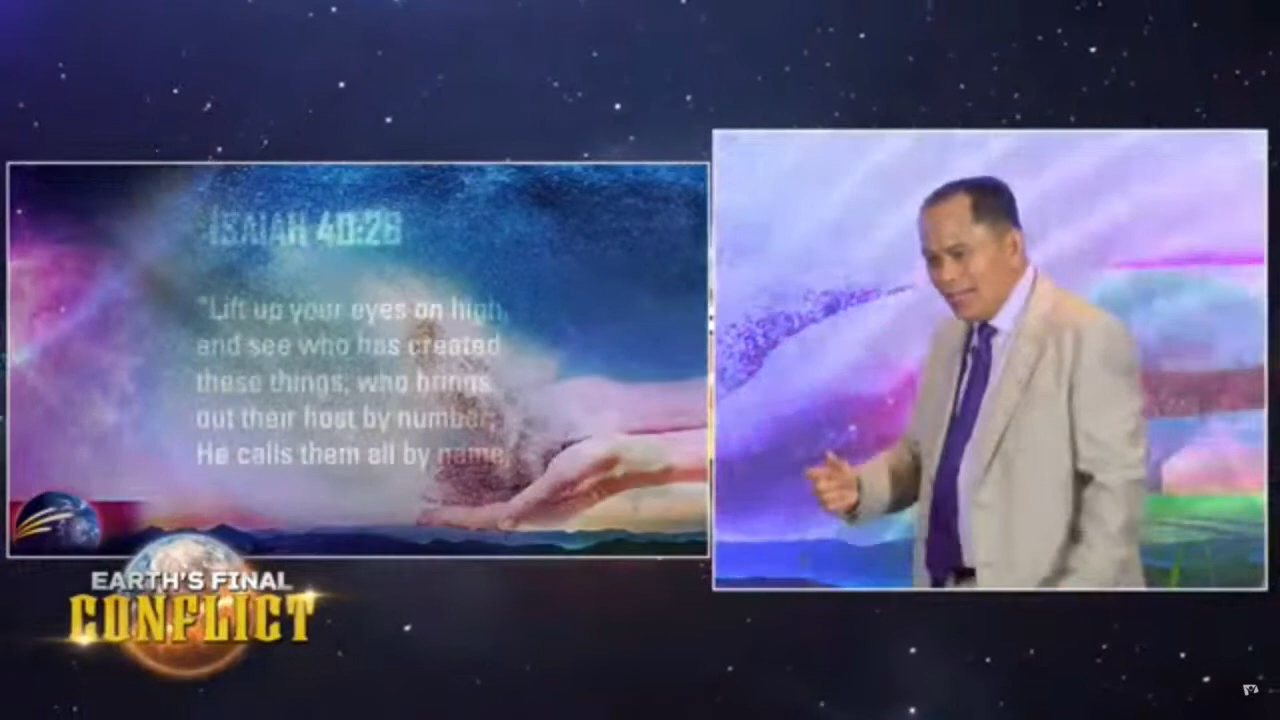 ISAIAH 40:26
"Lift up your eyes on high,
and see who has created
these things, who brings
out their host by number;
He calls them all by name,
EARTH'S FINAL
CONFLICT